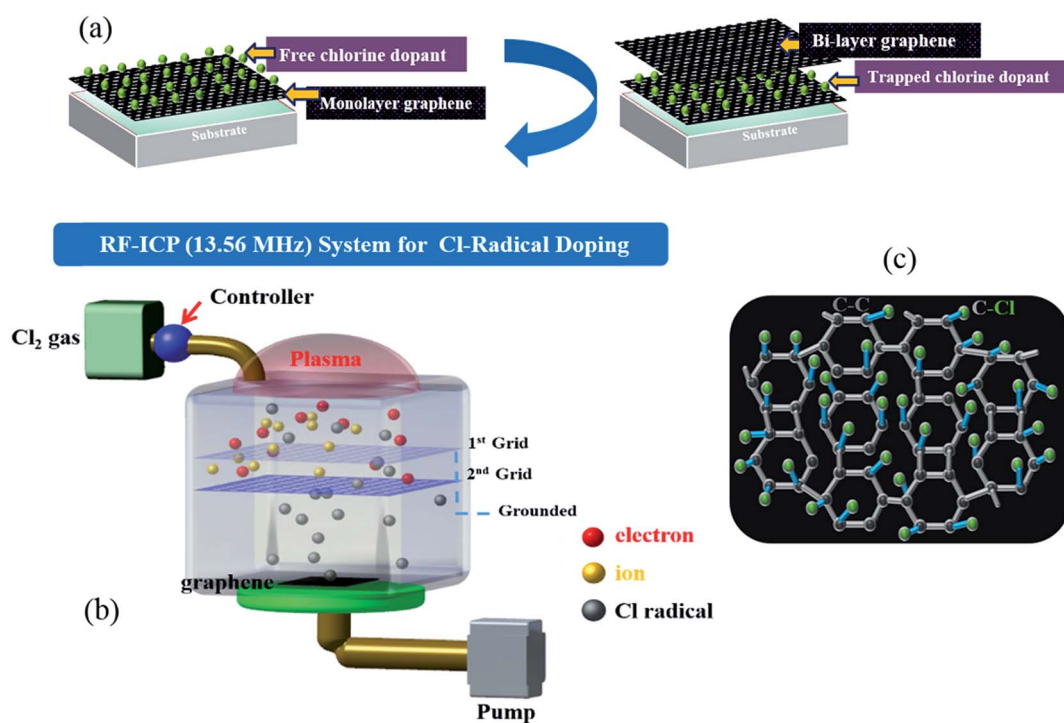 (a)
Free chlorine dopant
Monolayer graphene
Substrate
Bi-layer graphene
Trapped chlorine dopant
Substrate
RF-ICP (13.56 MHz) System for Cl-Radical Doping
(c)
Controller
Cl₂ gas
Plasma
1st Grid
2nd Grid
Grounded
electron
ion
Cl radical
graphene
(b)
Pump
C-C
C-Cl